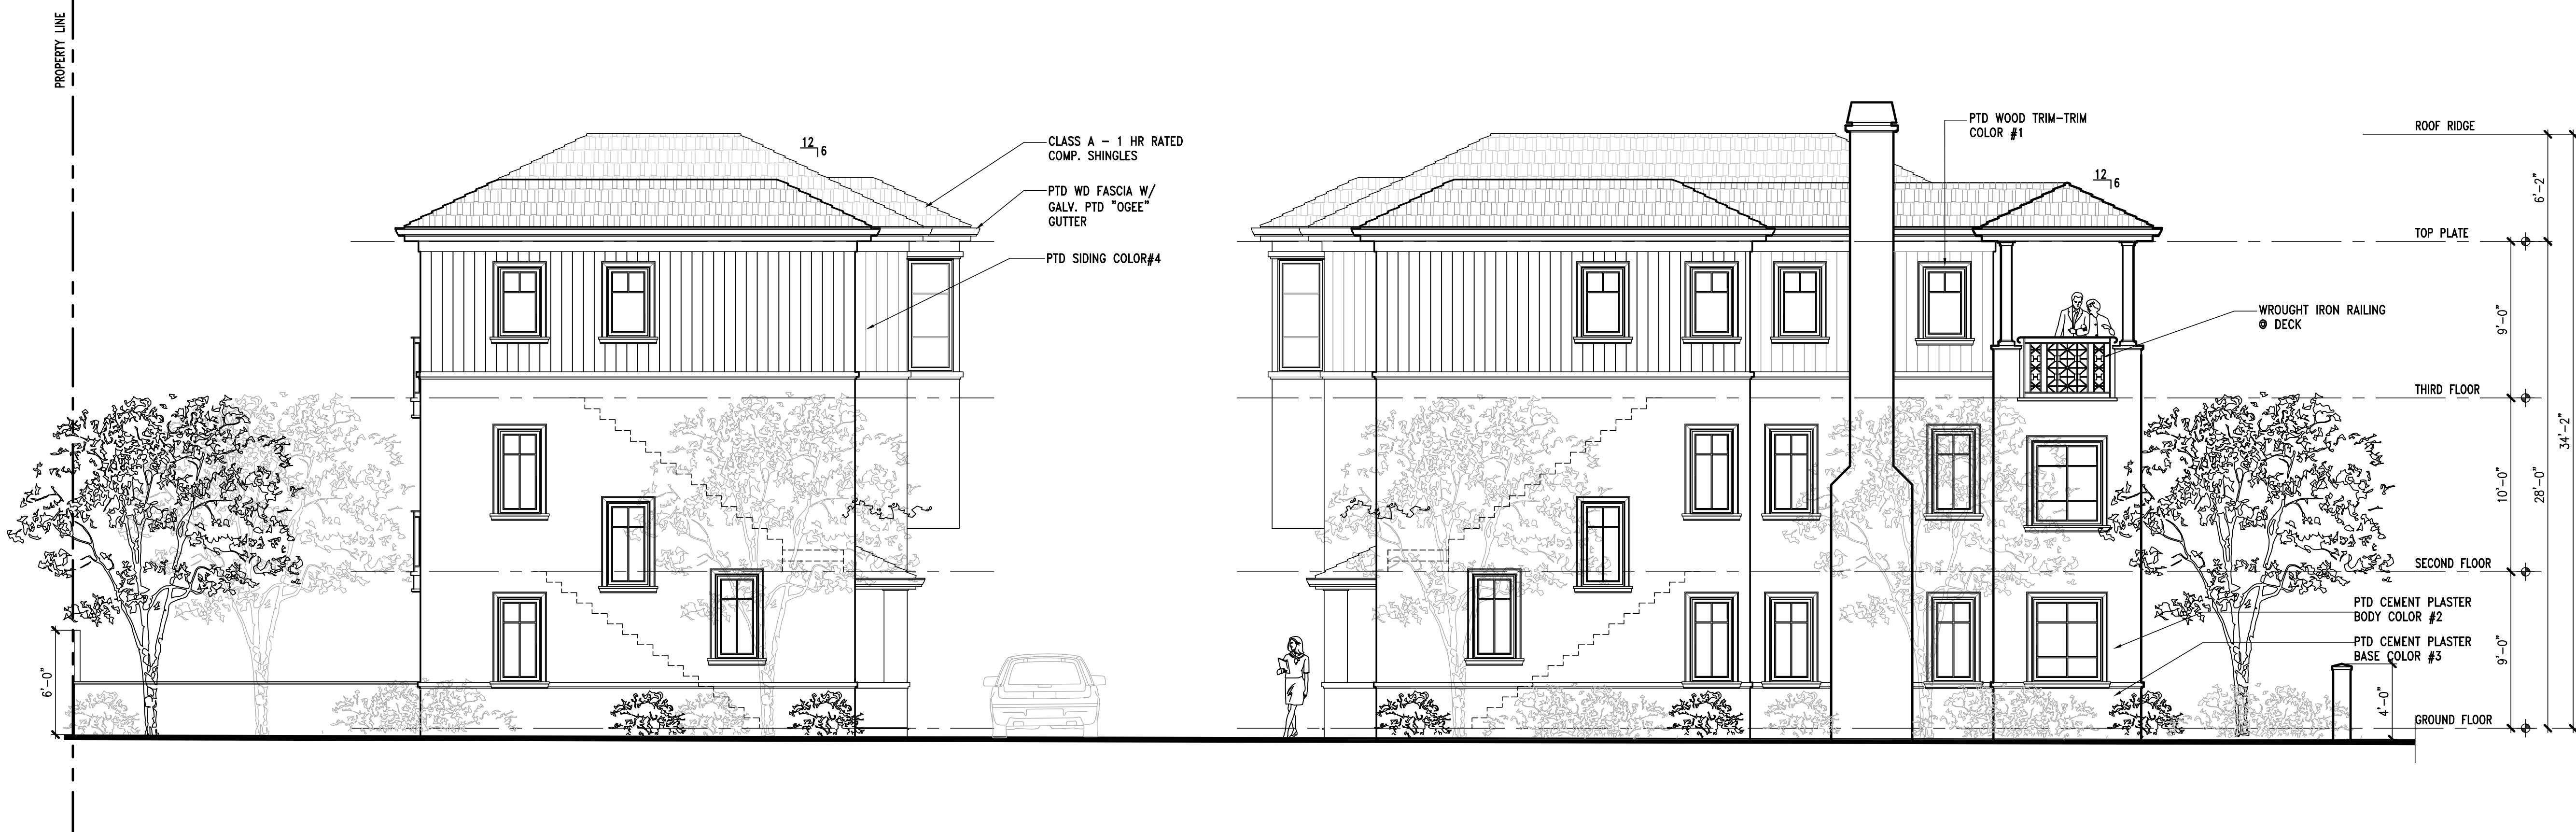 PROPERTY LINE
12
6
CLASS A - 1 HR RATED
COMP. SHINGLES
PTD WD FASCIA W/
GALV. PTD "OGEE"
GUTTER
PTD SIDING COLOR#4
6'-0"
PTD WOOD TRIM-TRIM
COLOR #1
12
6
WROUGHT IRON RAILING
@ DECK
PTD CEMENT PLASTER
BODY COLOR #2
PTD CEMENT PLASTER
BASE COLOR #3
4'-0"
ROOF RIDGE
TOP PLATE
THIRD FLOOR
SECOND FLOOR
GROUND FLOOR
6'-2"
9'-0"
10'-0"
9'-0"
28'-0"
34'-2"